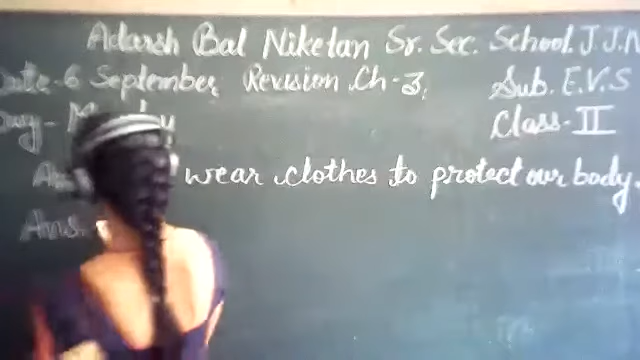 Adarsh Bal Niketan Sr. Sec. School. J.J.N
Date-6 September Revision Ch-3. Sub. E.V.S
Day- Class-II
wear clothes to protect our body.
Ans.